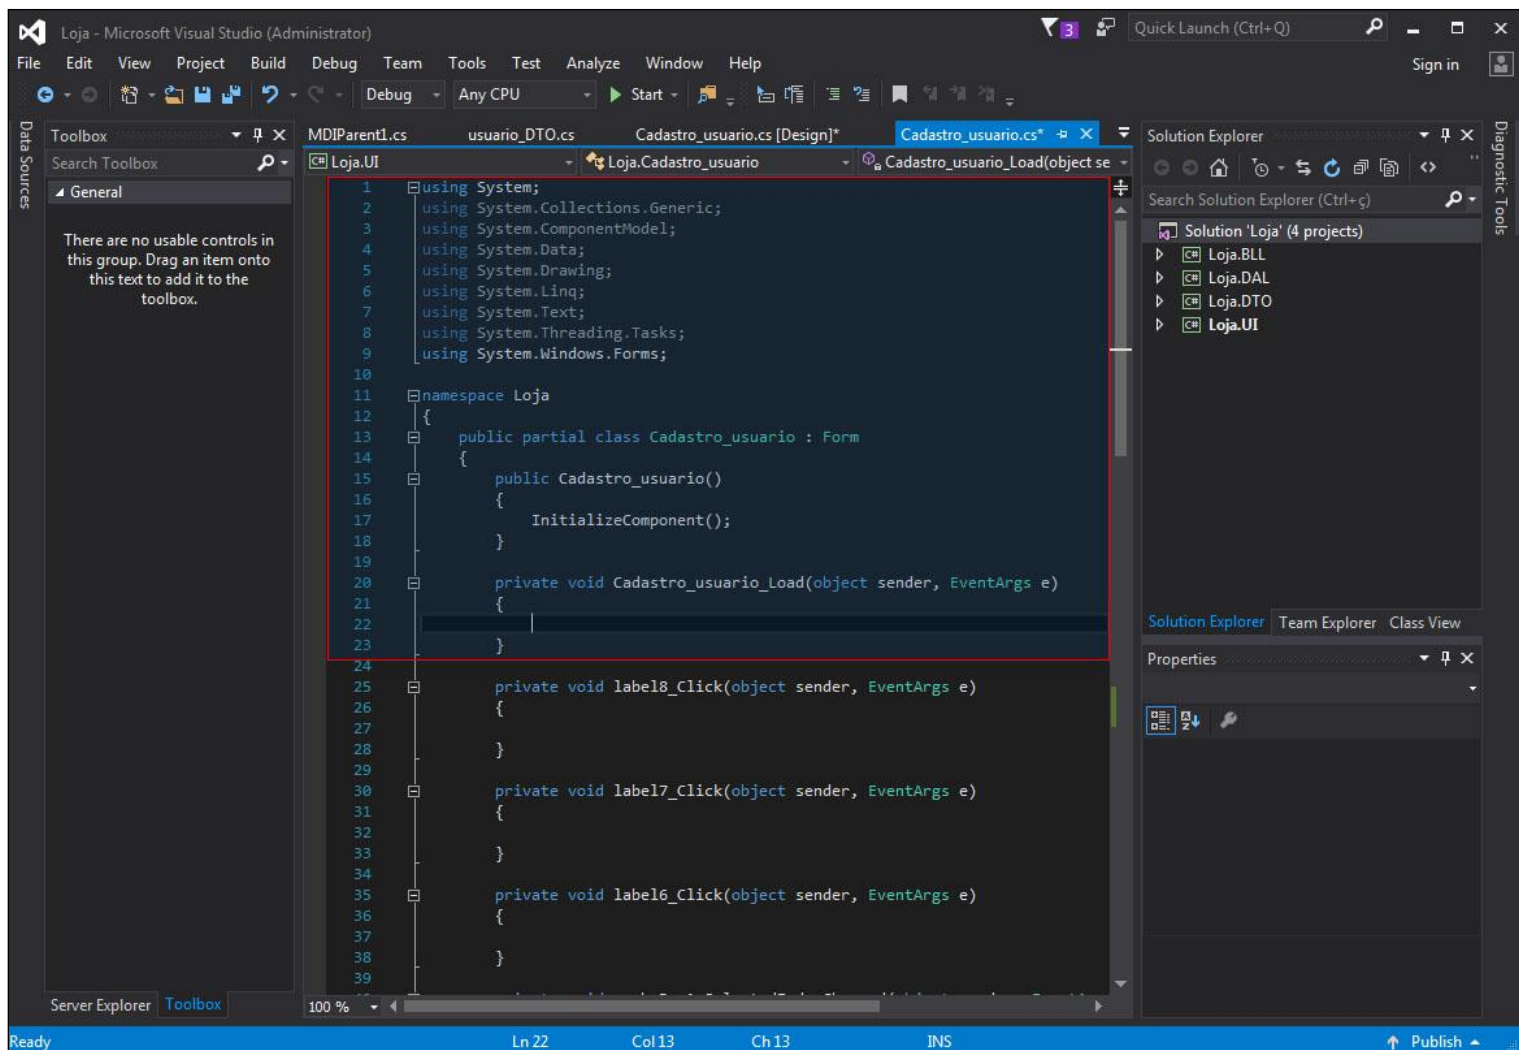 Loja - Microsoft Visual Studio (Administrator)
3
Quick Launch (Ctrl+Q)
File Edit View Project Build Debug Team Tools Test Analyze Window Help
Sign in
Debug
Any CPU
Start
Data Sources
Toolbox
Search Toolbox
General
There are no usable controls in
this group. Drag an item onto
this text to add it to the
toolbox.
Server Explorer Toolbox
MDIParent1.cs usuario_DTO.cs Cadastro_usuario.cs [Design]* Cadastro_usuario.cs*
C# Loja.UI Loja.Cadastro_usuario Cadastro_usuario_Load(object se
1 using System;
2 using System.Collections.Generic;
3 using System.ComponentModel;
4 using System.Data;
5 using System.Drawing;
6 using System.Linq;
7 using System.Text;
8 using System.Threading.Tasks;
9 using System.Windows.Forms;
10
11 namespace Loja
12 {
13 public partial class Cadastro_usuario : Form
14 {
15 public Cadastro_usuario()
16 {
17 InitializeComponent();
18 }
19
20 private void Cadastro_usuario_Load(object sender, EventArgs e)
21 {
22
23 }
24
25 private void label8_Click(object sender, EventArgs e)
26 {
27
28 }
29
30 private void label7_Click(object sender, EventArgs e)
31 {
32
33 }
34
35 private void label6_Click(object sender, EventArgs e)
36 {
37
38 }
39
100 %
Solution Explorer
Search Solution Explorer (Ctrl+ç)
Solution 'Loja' (4 projects)
C# Loja.BLL
C# Loja.DAL
C# Loja.DTO
C# Loja.UI
Solution Explorer Team Explorer Class View
Properties
Diagnostic Tools
Ready Ln 22 Col 13 Ch 13 INS Publish